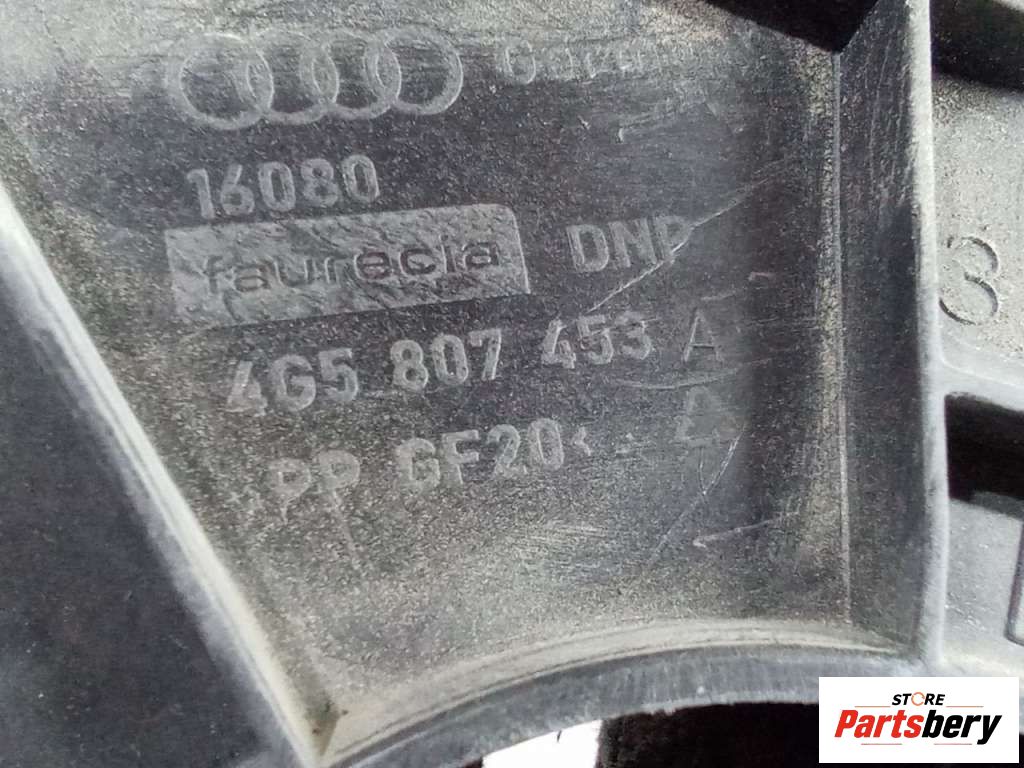 16080
faurecia DNP
4G5 807 453 A
PP GF20<
3
STORE
Partsbery